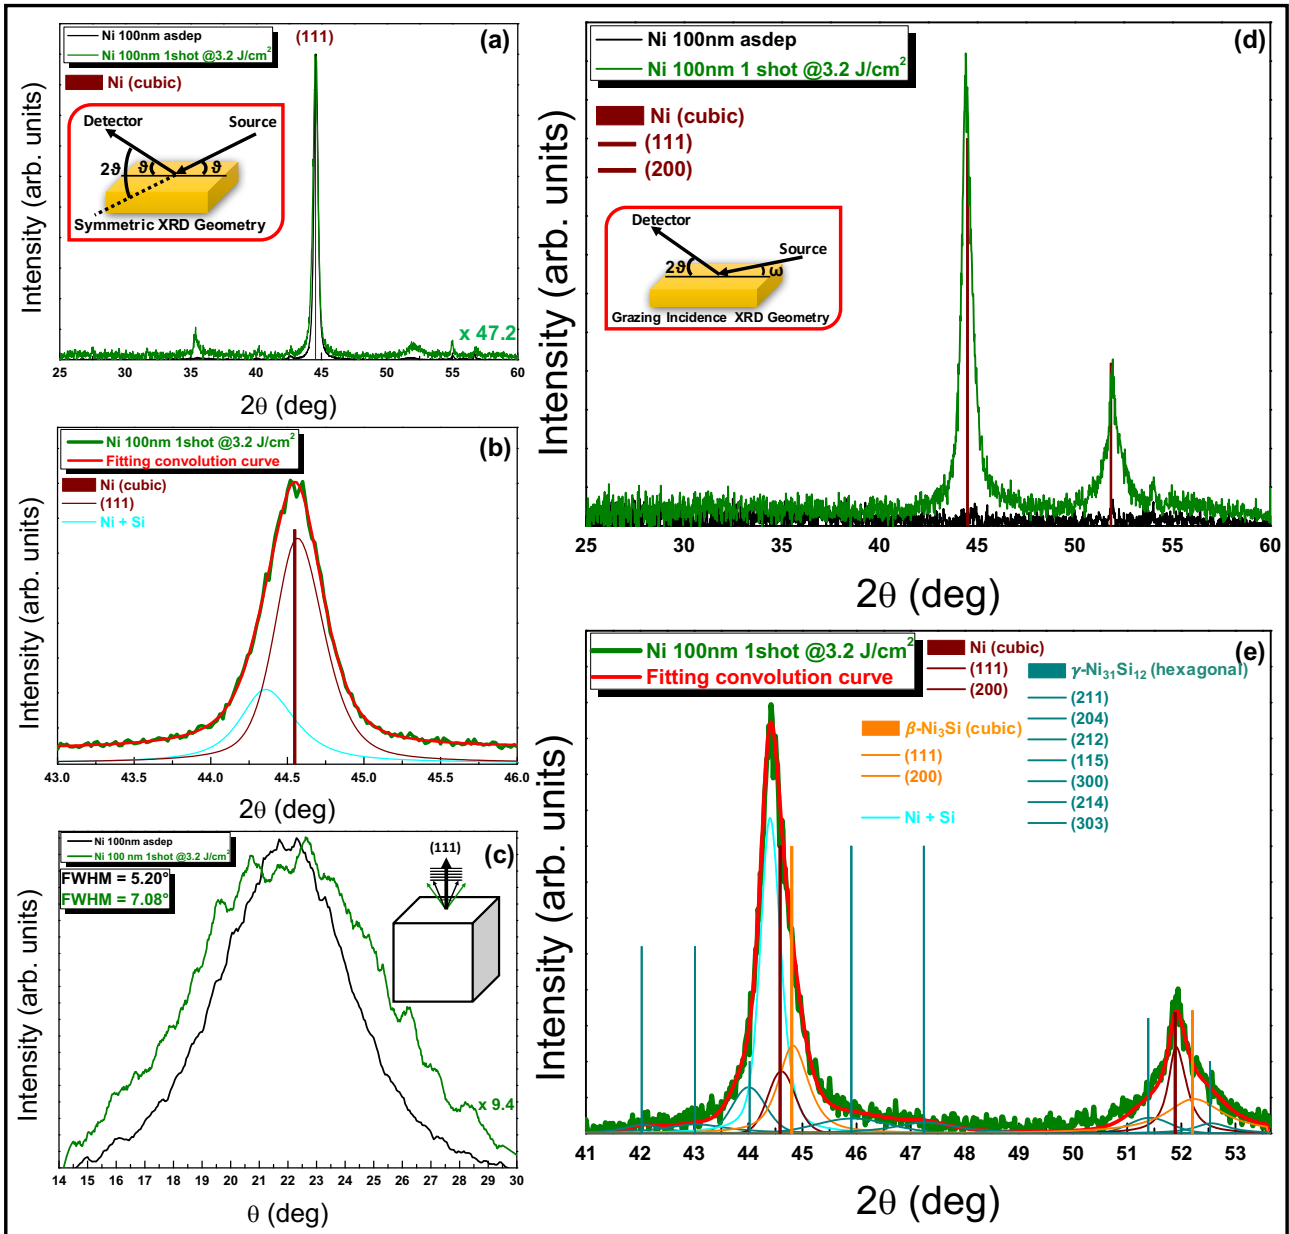 (a)
Ni 100nm asdep
Ni 100nm 1shot @3.2 J/cm²
(111)
Ni (cubic)
Detector
Source
2ϑ
ϑ
ϑ
Symmetric XRD Geometry
x 47.2
Intensity (arb. units)
25 30 35 40 45 50 55 60
2θ (deg)
(b)
Ni 100nm 1shot @3.2 J/cm²
Fitting convolution curve
Ni (cubic)
(111)
Ni + Si
Intensity (arb. units)
43.0 44.0 44.5 45.0 45.5 46.0
2θ (deg)
(c)
Ni 100nm asdep
Ni 100 nm 1shot @3.2 J/cm²
FWHM = 5.20°
FWHM = 7.08°
(111)
x 9.4
Intensity (arb. units)
14 15 16 17 18 19 20 21 22 23 24 25 26 27 28 29 30
θ (deg)
(d)
Ni 100nm asdep
Ni 100nm 1 shot @3.2 J/cm²
Ni (cubic)
(111)
(200)
Detector
Source
2ϑ
ω
Grazing Incidence XRD Geometry
Intensity (arb. units)
25 30 35 40 45 50 55 60
2θ (deg)
(e)
Ni 100nm 1shot @3.2 J/cm²
Fitting convolution curve
Ni (cubic)
(111)
(200)
β-Ni₃Si (cubic)
(111)
(200)
Ni + Si
γ-Ni₃₁Si₁₂ (hexagonal)
(211)
(204)
(212)
(115)
(300)
(214)
(303)
Intensity (arb. units)
41 42 43 44 45 46 47 48 49 50 51 52 53
2θ (deg)